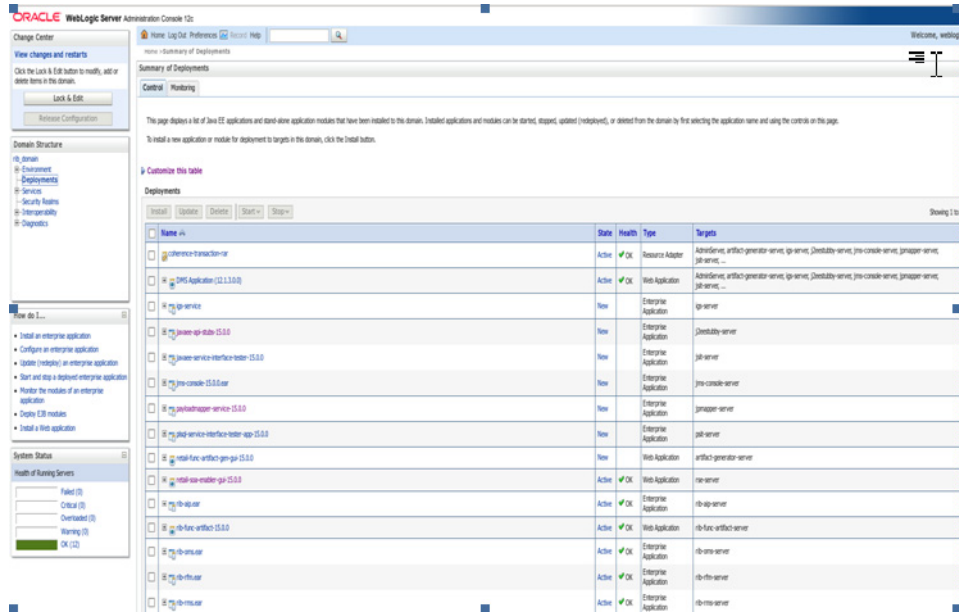 ORACLE WebLogic Server Administration Console 12c
Change Center
View changes and restarts
Click the Lock & Edit button to modify, add or
delete items in this domain.
Lock & Edit
Release Configuration
Domain Structure
rib_domain
Environment
Deployments
Services
Security Realms
Interoperability
Diagnostics
How do I...
Install an enterprise application
Configure an enterprise application
Update (redeploy) an enterprise application
Start and stop a deployed enterprise application
Monitor the modules of an enterprise
application
Deploy EJB modules
Install a Web application
System Status
Health of Running Servers
Failed (0)
Critical (0)
Overloaded (0)
Warning (0)
OK (12)
Home Log Out Preferences Record Help
Welcome, weblog
Home >Summary of Deployments
Summary of Deployments
Control Monitoring
This page displays a list of Java EE applications and stand-alone application modules that have been installed to this domain. Installed applications and modules can be started, stopped, updated (redeployed), or deleted from the domain by first selecting the application name and using the controls on this page.
To install a new application or module for deployment to targets in this domain, click the Install button.
Customize this table
Deployments
Install Update Delete Start Stop
Showing 1 to
Name State Health Type Targets
coherence-transaction-rar Active OK Resource Adapter AdminServer, artifact-generator-server, igs-server, j2eestubby-server, jms-console-server, jpmapper-server,
jsit-server, ...
DMS Application (12.1.3.0.0) Active OK Web Application AdminServer, artifact-generator-server, igs-server, j2eestubby-server, jms-console-server, jpmapper-server,
jsit-server, ...
igs-service New Enterprise Application igs-server
javaee-api-stubs-15.0.0 New Enterprise Application j2eestubby-server
javaee-service-interface-tester-15.0.0 New Enterprise Application jsit-server
jms-console-15.0.0.ear New Enterprise Application jms-console-server
payloadmapper-service-15.0.0 New Enterprise Application jpmapper-server
plsql-service-interface-tester-app-15.0.0 New Enterprise Application psit-server
retail-func-artifact-gen-gui-15.0.0 New Web Application artifact-generator-server
retail-soa-enabler-gui-15.0.0 Active OK Web Application rse-server
rib-aip.ear Active OK Enterprise Application rib-aip-server
rib-func-artifact-15.0.0 Active OK Web Application rib-func-artifact-server
rib-oms.ear Active OK Enterprise Application rib-oms-server
rib-rfm.ear Active OK Enterprise Application rib-rfm-server
rib-rms.ear Active OK Enterprise Application rib-rms-server